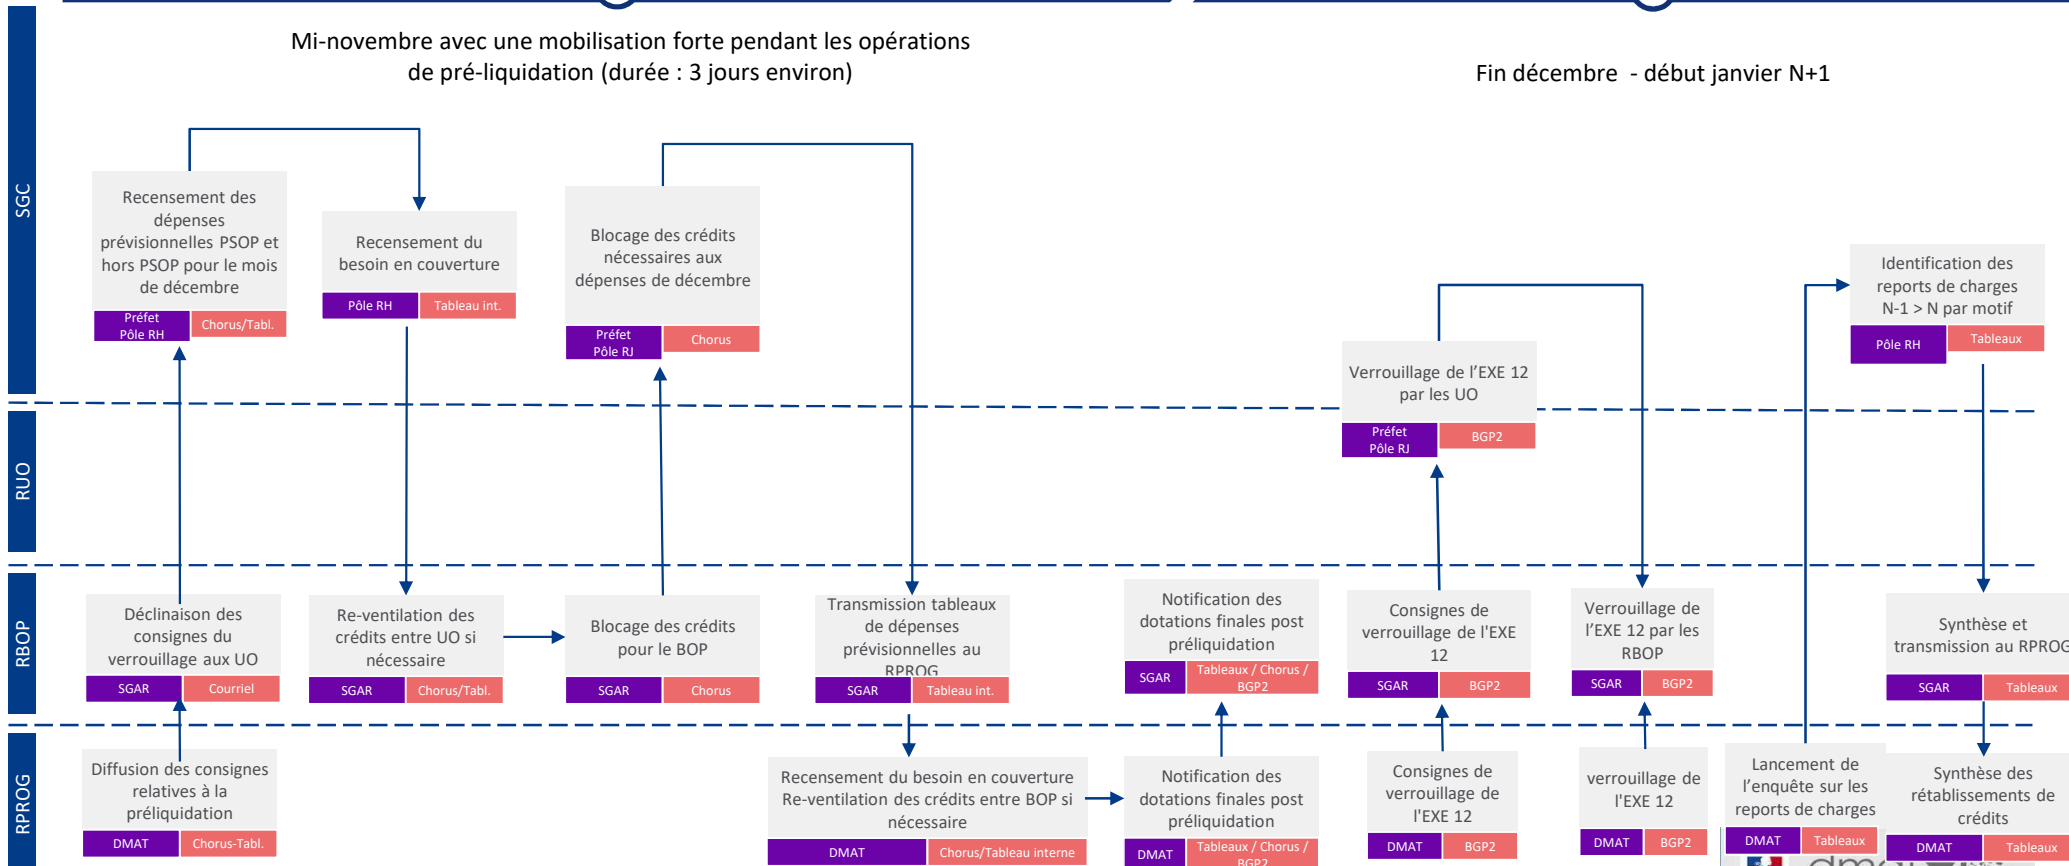 Mi-novembre avec une mobilisation forte pendant les opérations
de pré-liquidation (durée : 3 jours environ)
Fin décembre - début janvier N+1
SGC
Recensement des
dépenses
prévisionnelles PSOP et
hors PSOP pour le mois
de décembre
Préfet
Pôle RH
Chorus/Tabl.
Recensement du
besoin en couverture
Pôle RH
Tableau int.
Blocage des crédits
nécessaires aux
dépenses de décembre
Préfet
Pôle RJ
Chorus
Verrouillage de l’EXE 12
par les UO
Préfet
Pôle RJ
BGP2
Identification des
reports de charges
N-1 > N par motif
Pôle RH
Tableaux
RUO
RBOP
Déclinaison des
consignes du
verrouillage aux UO
SGAR
Courriel
Re-ventilation des
crédits entre UO si
nécessaire
SGAR
Chorus/Tabl.
Blocage des crédits
pour le BOP
SGAR
Chorus
Transmission tableaux
de dépenses
prévisionnelles au
RPROG
SGAR
Tableau int.
Notification des
dotations finales post
préliquidation
SGAR
Tableaux / Chorus /
BGP2
Consignes de
verrouillage de l'EXE
12
SGAR
BGP2
Verrouillage de
l’EXE 12 par les
RBOP
SGAR
BGP2
Synthèse et
transmission au RPROG
SGAR
Tableaux
RPROG
Diffusion des consignes
relatives à la
préliquidation
DMAT
Chorus-Tabl.
Recensement du besoin en couverture
Re-ventilation des crédits entre BOP si
nécessaire
DMAT
Chorus/Tableau interne
Notification des
dotations finales post
préliquidation
DMAT
Tableaux / Chorus /
BGP2
Consignes de
verrouillage de
l'EXE 12
DMAT
BGP2
verrouillage de
l'EXE 12
DMAT
BGP2
Lancement de
l’enquête sur les
reports de charges
DMAT
Tableaux
Synthèse des
rétablissements de
crédits
DMAT
Tableaux